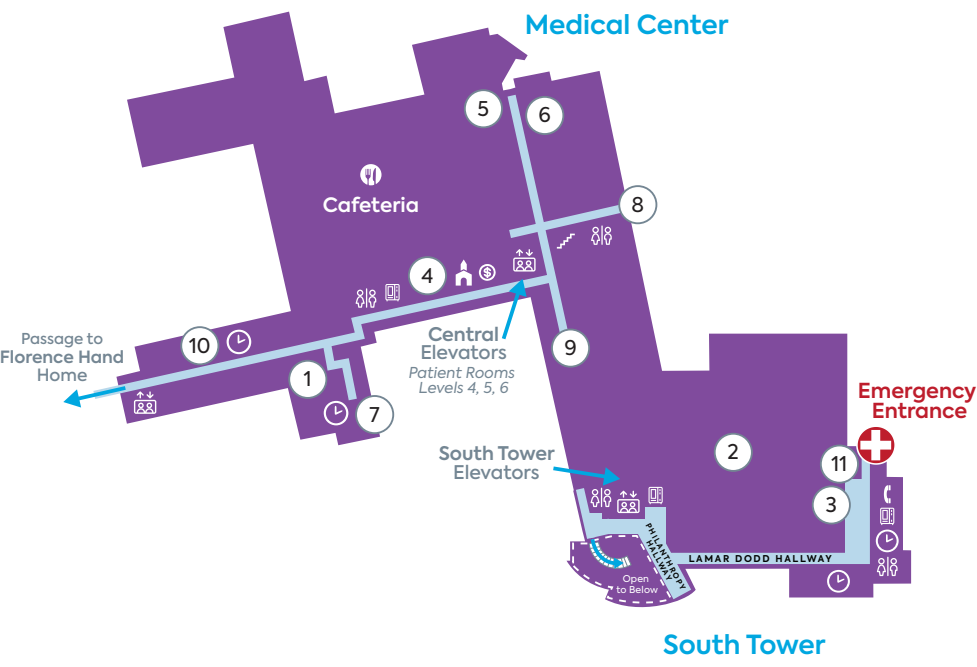 Medical Center
5
6
Cafeteria
8
4
$
Passage to
Florence Hand
Home
10
Central
Elevators
Patient Rooms
Levels 4, 5, 6
9
1
7
Emergency
Entrance
South Tower
Elevators
2
11
3
PHILANTHROPY
HALLWAY
LAMAR DODD HALLWAY
Open
to Below
South Tower